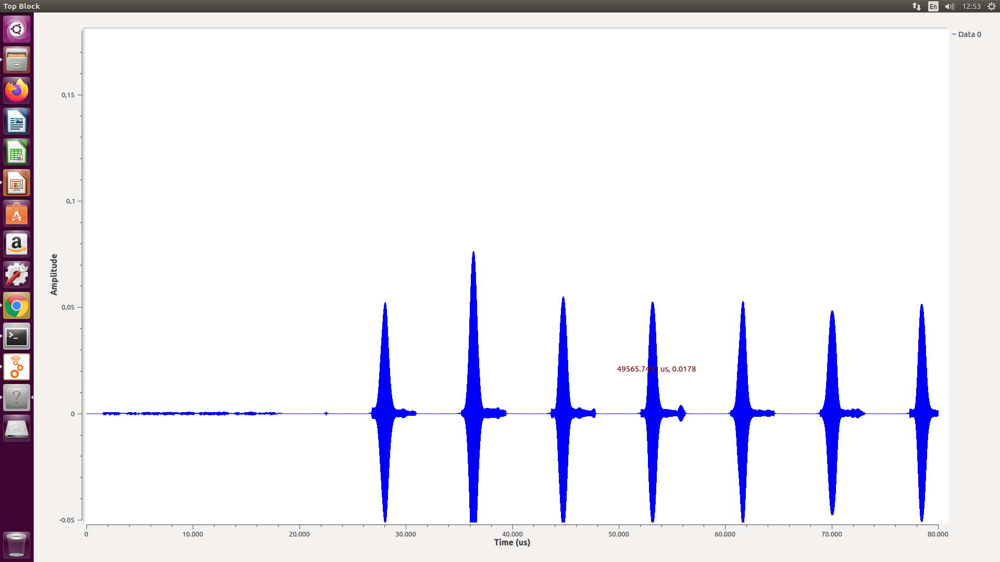 Top Block
En
12:53
Data 0
0,15
0,1
0,05
0
-0.05
Amplitude
49565.7492 us, 0.0178
0
10.000
20.000
30.000
40.000
50.000
60.000
70.000
80.000
Time (us)